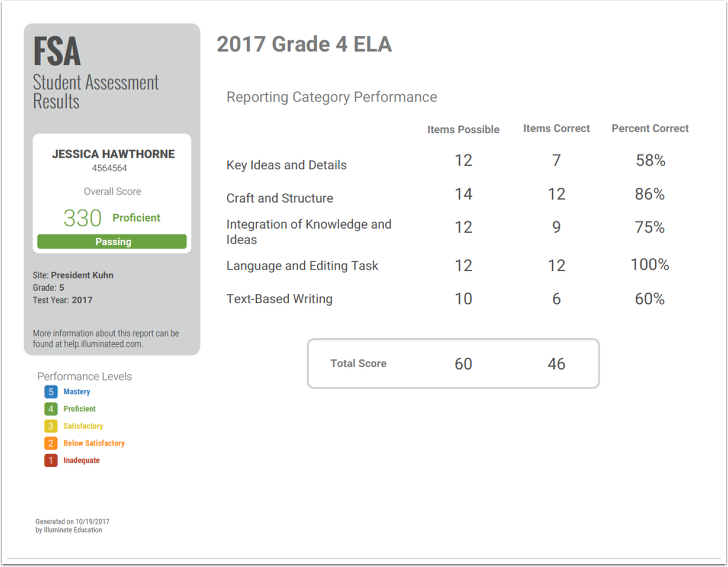 FSA
Student Assessment
Results
JESSICA HAWTHORNE
4564564
Overall Score
330 Proficient
Passing
Site: President Kuhn
Grade: 5
Test Year: 2017
More information about this report can be
found at help.illuminateed.com.
Performance Levels
5 Mastery
4 Proficient
3 Satisfactory
2 Below Satisfactory
1 Inadequate
Generated on 10/19/2017
by Illuminate Education
2017 Grade 4 ELA
Reporting Category Performance
Items Possible Items Correct Percent Correct
Key Ideas and Details 12 7 58%
Craft and Structure 14 12 86%
Integration of Knowledge and
Ideas 12 9 75%
Language and Editing Task 12 12 100%
Text-Based Writing 10 6 60%
Total Score 60 46